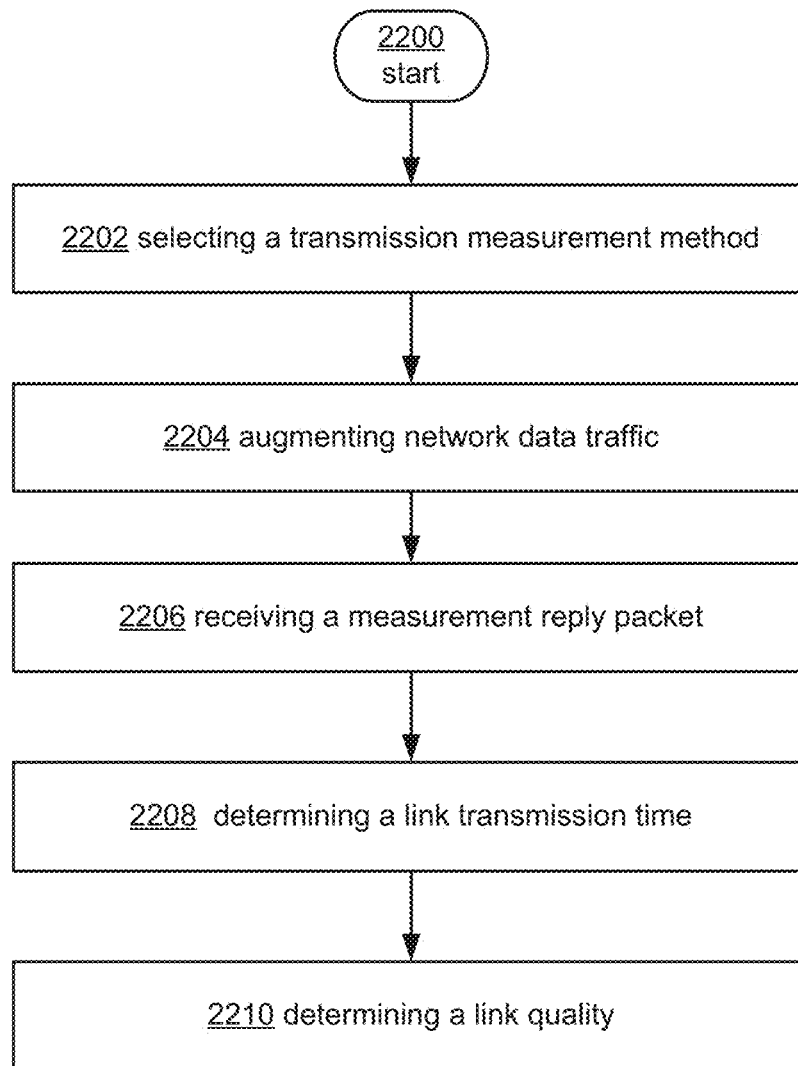 2200
start
2202 selecting a transmission measurement method
2204 augmenting network data traffic
2206 receiving a measurement reply packet
2208 determining a link transmission time
2210 determining a link quality